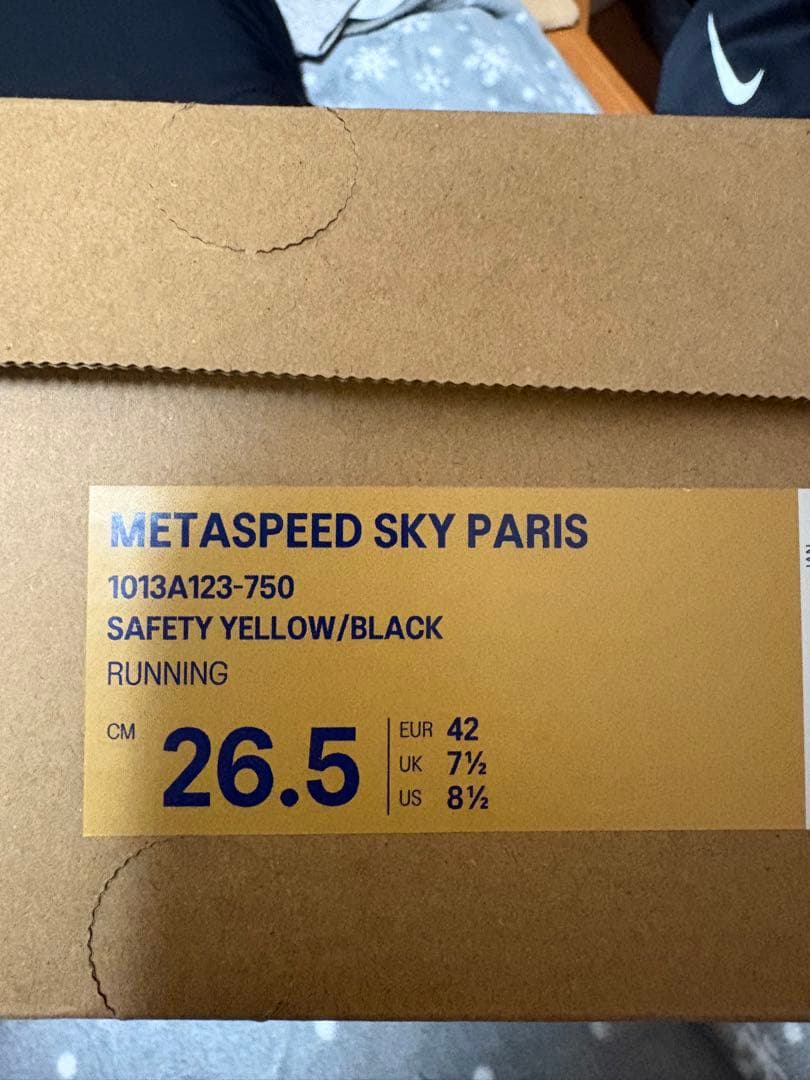 METASPEED SKY PARIS
1013A123-750
SAFETY YELLOW/BLACK
RUNNING
CM 26.5
EUR 42
UK 7½
US 8½